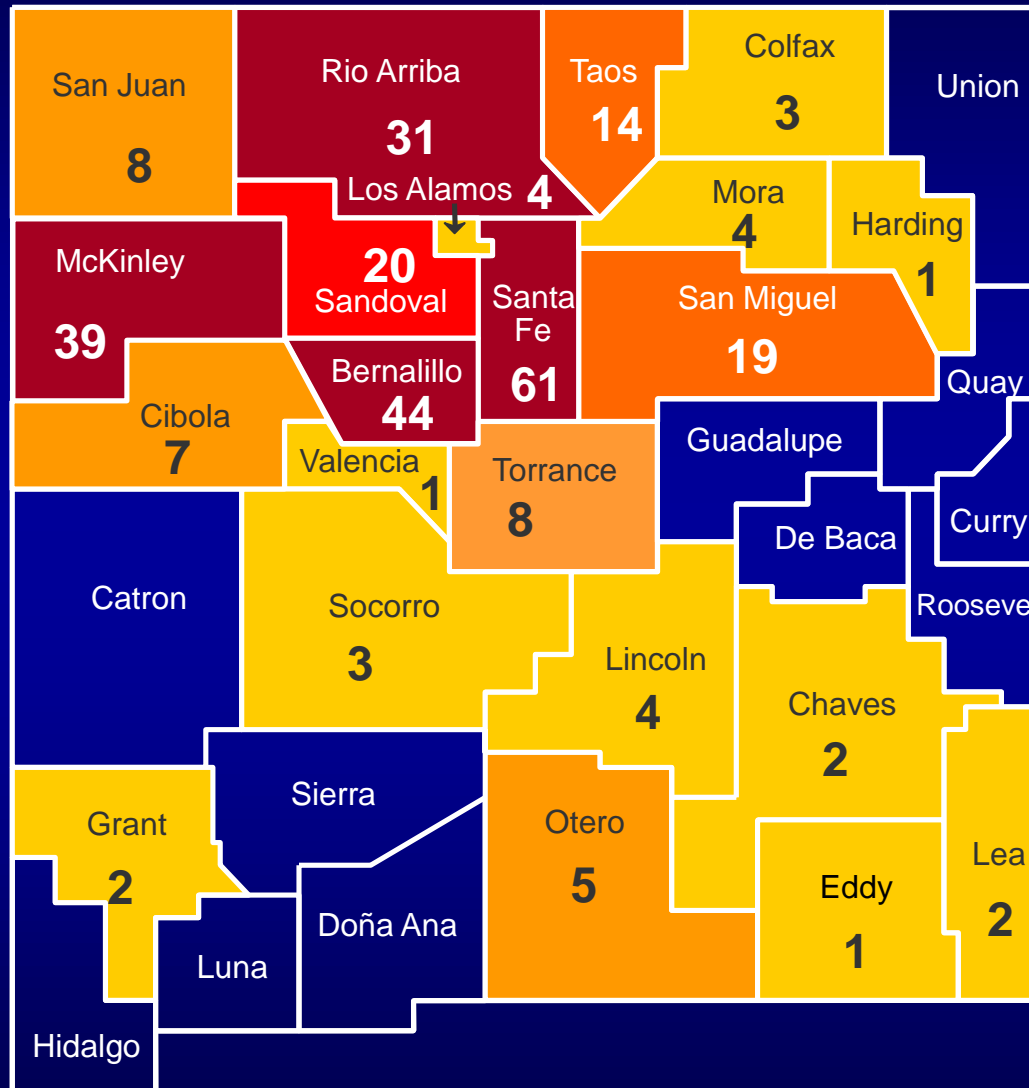 San Juan
8
Rio Arriba
31
Taos
14
Colfax
3
Union
Los Alamos 4
↓
Mora
4
Harding
1
McKinley
39
20
Sandoval
Santa
Fe
61
San Miguel
19
Quay
Bernalillo
44
Cibola
7
Valencia
1
Torrance
8
Guadalupe
De Baca
Curry
Catron
Socorro
3
Lincoln
4
Chaves
2
Rooseve
Sierra
Grant
2
Otero
5
Eddy
1
Lea
2
Doña Ana
Luna
Hidalgo